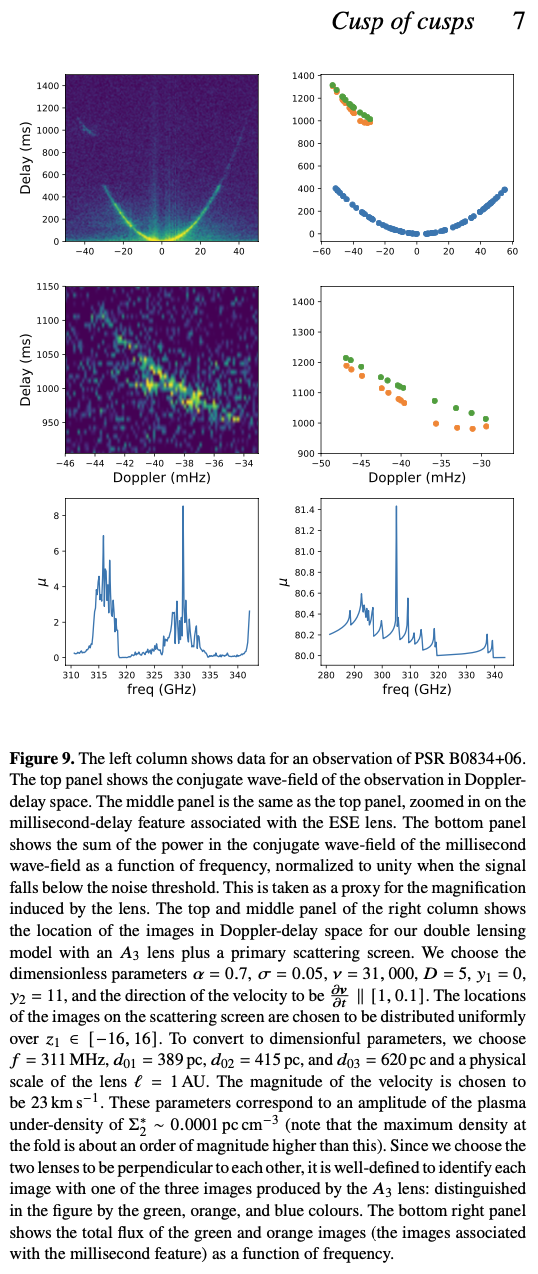 Cusp of cusps 7
1400
1200
1000
800
600
400
200
0
Delay (ms)
−40 −20 0 20 40
1400
1200
1000
800
600
400
200
0
−60 −40 −20 0 20 40 60
1150
1100
1050
1000
950
Delay (ms)
−46 −44 −42 −40 −38 −36 −34
Doppler (mHz)
1400
1300
1200
1100
1000
900
−50 −45 −40 −35 −30
Doppler (mHz)
8
6
4
2
0
μ
310 315 320 325 330 335 340
freq (GHz)
81.4
81.2
81.0
80.8
80.6
80.4
80.2
80.0
μ
280 290 300 310 320 330 340
freq (GHz)
Figure 9. The left column shows data for an observation of PSR B0834+06.
The top panel shows the conjugate wave-field of the observation in Doppler-
delay space. The middle panel is the same as the top panel, zoomed in on the
millisecond-delay feature associated with the ESE lens. The bottom panel
shows the sum of the power in the conjugate wave-field of the millisecond
wave-field as a function of frequency, normalized to unity when the signal
falls below the noise threshold. This is taken as a proxy for the magnification
induced by the lens. The top and middle panel of the right column shows
the location of the images in Doppler-delay space for our double lensing
model with an A₃ lens plus a primary scattering screen. We choose the
dimensionless parameters α = 0.7, σ = 0.05, ν = 31, 000, D = 5, y₁ = 0,
y₂ = 11, and the direction of the velocity to be ∂ν/∂t ∥ [1, 0.1]. The locations
of the images on the scattering screen are chosen to be distributed uniformly
over z₁ ∈ [−16, 16]. To convert to dimensionful parameters, we choose
f = 311 MHz, d₀₁ = 389 pc, d₀₂ = 415 pc, and d₀₃ = 620 pc and a physical
scale of the lens ℓ = 1 AU. The magnitude of the velocity is chosen to
be 23 km s⁻¹. These parameters correspond to an amplitude of the plasma
under-density of Σ₂* ∼ 0.0001 pc cm⁻³ (note that the maximum density at
the fold is about an order of magnitude higher than this). Since we choose the
two lenses to be perpendicular to each other, it is well-defined to identify each
image with one of the three images produced by the A₃ lens: distinguished
in the figure by the green, orange, and blue colours. The bottom right panel
shows the total flux of the green and orange images (the images associated
with the millisecond feature) as a function of frequency.